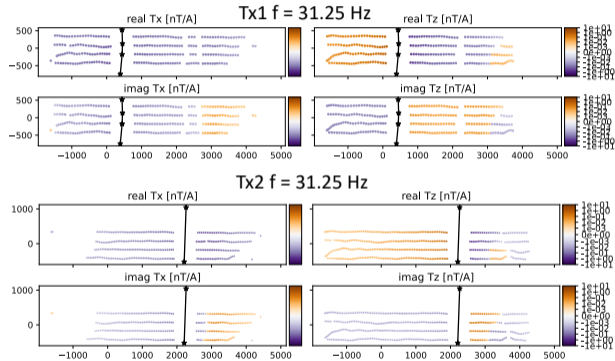 Tx1 f = 31.25 Hz
real Tx [nT/A]
real Tz [nT/A]
500
0
−500
1e+01
1e+00
1e-01
1e-02
-1e-02
-1e-01
-1e+00
-1e+01
imag Tx [nT/A]
imag Tz [nT/A]
500
0
−500
−1000 0 1000 2000 3000 4000 5000
−1000 0 1000 2000 3000 4000 5000
Tx2 f = 31.25 Hz
real Tx [nT/A]
real Tz [nT/A]
1000
0
imag Tx [nT/A]
imag Tz [nT/A]
1000
0
−1000 0 1000 2000 3000 4000 5000
−1000 0 1000 2000 3000 4000 5000